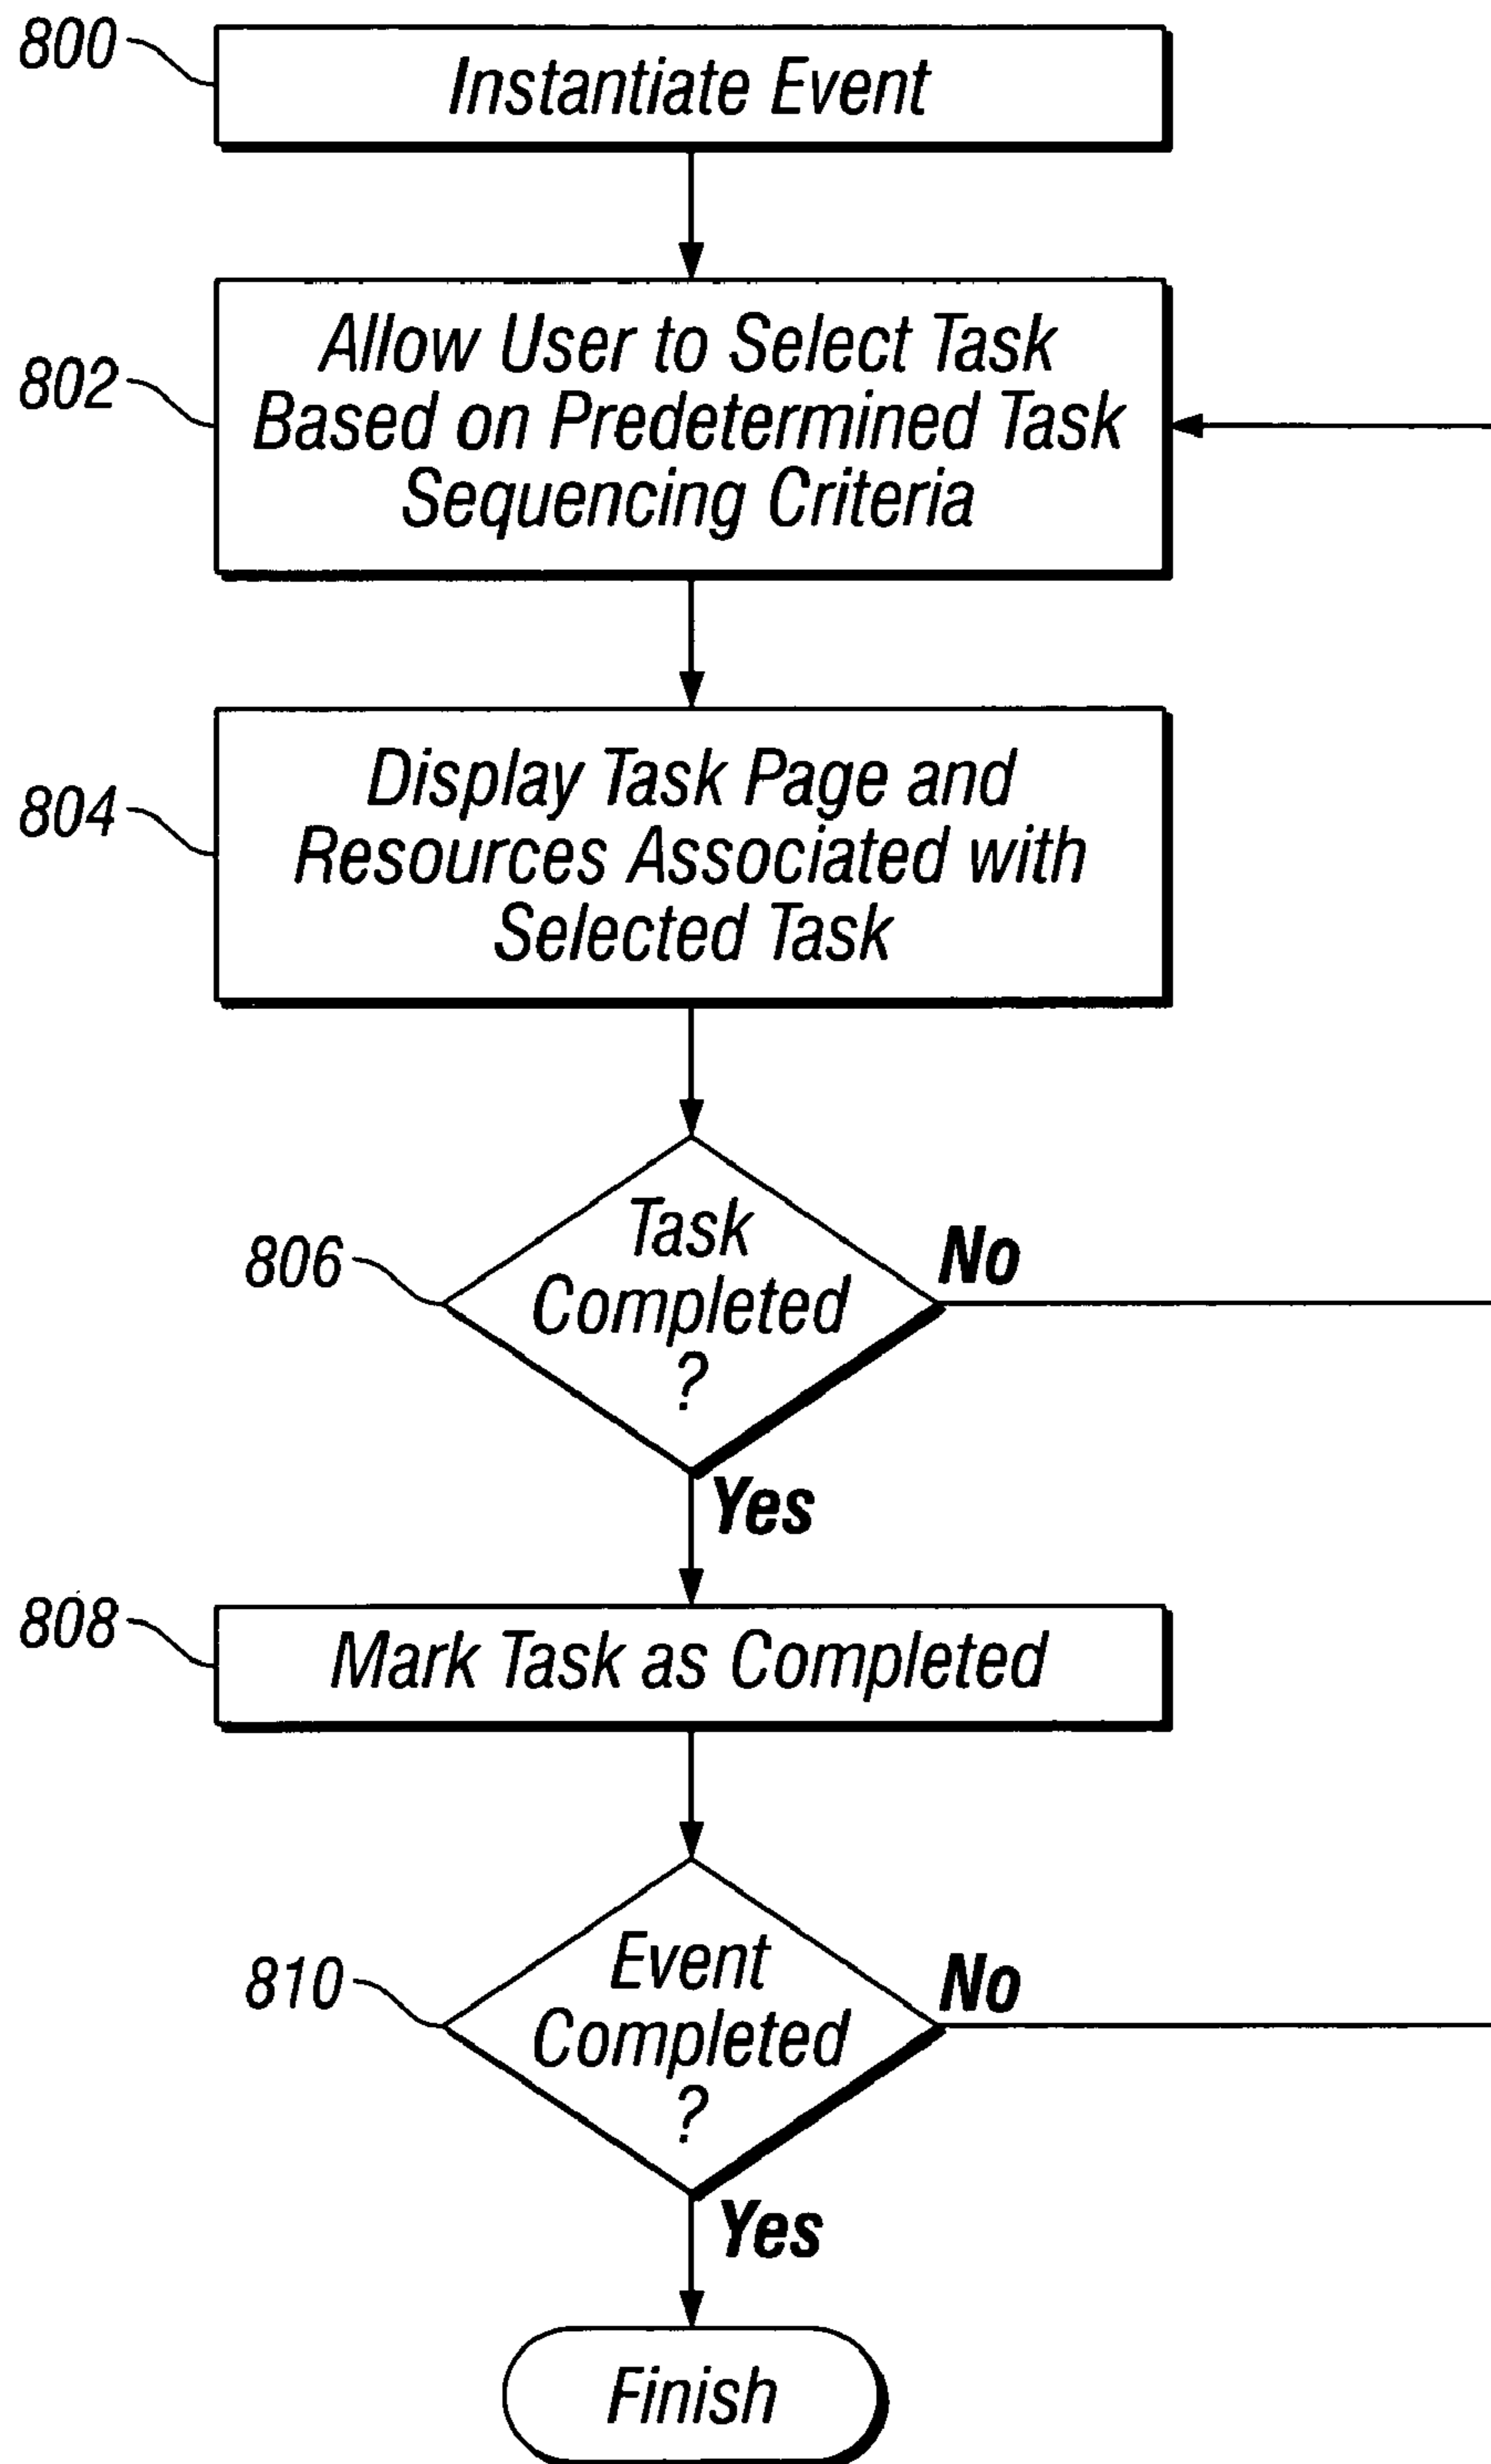 800
Instantiate Event
802
Allow User to Select Task
Based on Predetermined Task
Sequencing Criteria
804
Display Task Page and
Resources Associated with
Selected Task
806
Task
Completed
?
No
Yes
808
Mark Task as Completed
810
Event
Completed
?
No
Yes
Finish